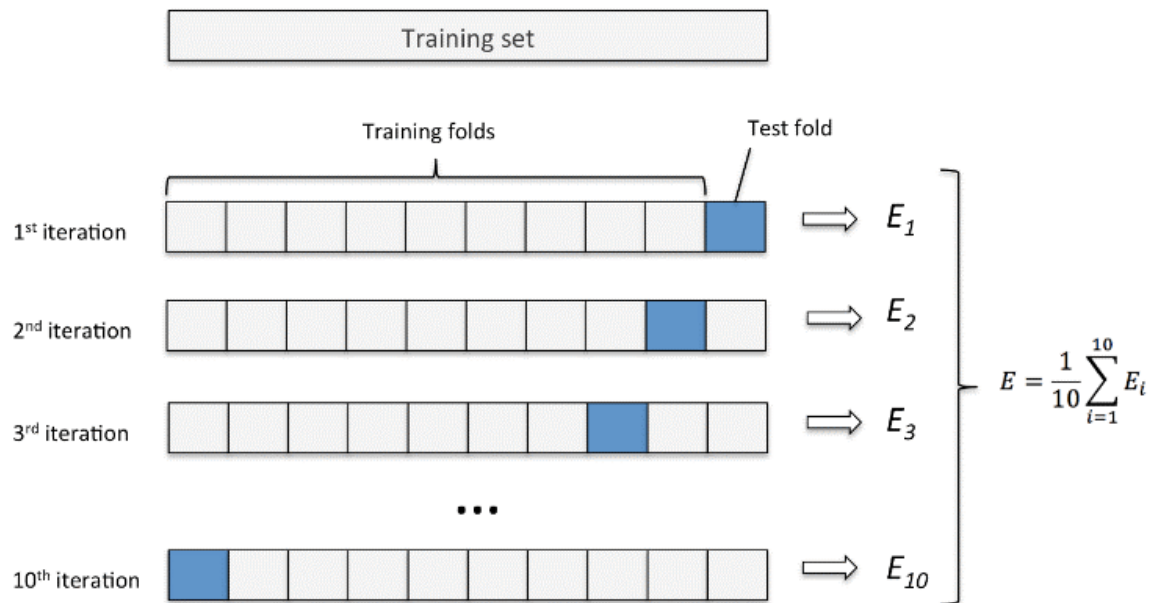 Training set
Training folds
Test fold
1st iteration
E1
2nd iteration
E2
3rd iteration
E3
...
10th iteration
E10
E = 1/10 ∑_{i=1}^{10} E_i